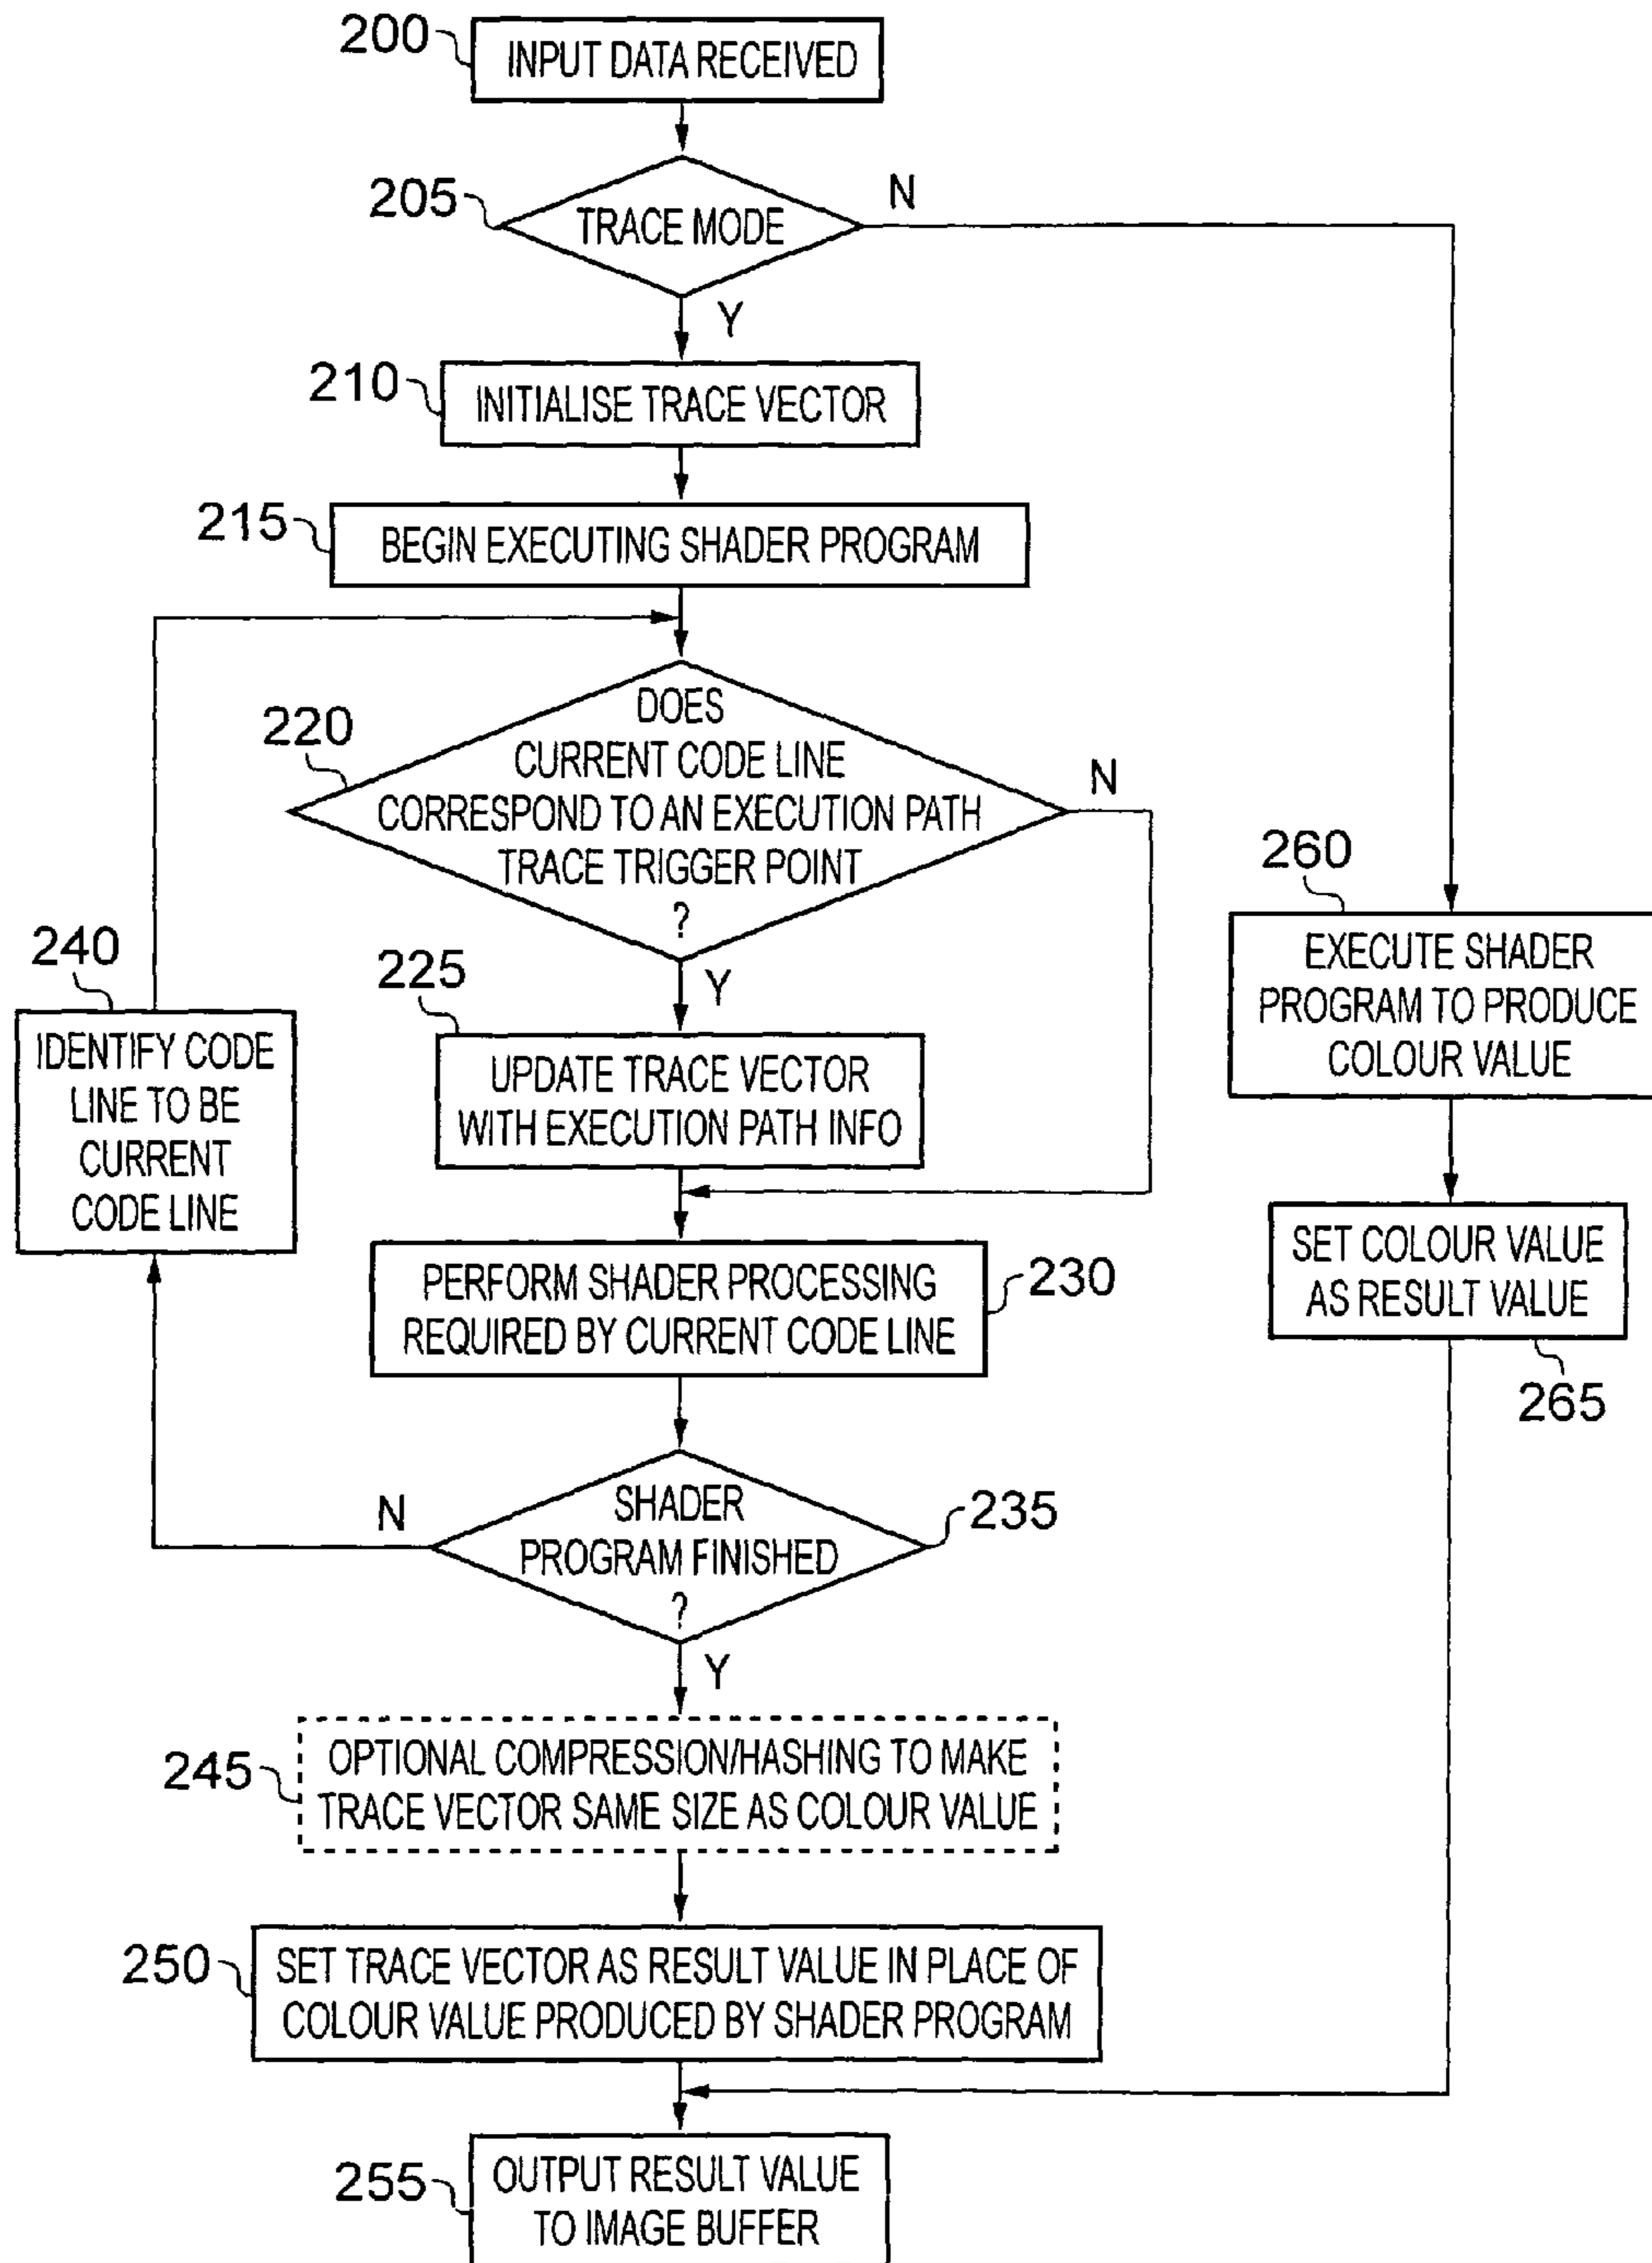 200
INPUT DATA RECEIVED
205
TRACE MODE
N
Y
210
INITIALISE TRACE VECTOR
215
BEGIN EXECUTING SHADER PROGRAM
220
DOES
CURRENT CODE LINE
CORRESPOND TO AN EXECUTION PATH
TRACE TRIGGER POINT
?
N
Y
225
UPDATE TRACE VECTOR
WITH EXECUTION PATH INFO
230
PERFORM SHADER PROCESSING
REQUIRED BY CURRENT CODE LINE
235
SHADER
PROGRAM FINISHED
?
N
Y
240
IDENTIFY CODE
LINE TO BE
CURRENT
CODE LINE
245
OPTIONAL COMPRESSION/HASHING TO MAKE
TRACE VECTOR SAME SIZE AS COLOUR VALUE
250
SET TRACE VECTOR AS RESULT VALUE IN PLACE OF
COLOUR VALUE PRODUCED BY SHADER PROGRAM
260
EXECUTE SHADER
PROGRAM TO PRODUCE
COLOUR VALUE
SET COLOUR VALUE
AS RESULT VALUE
265
255
OUTPUT RESULT VALUE
TO IMAGE BUFFER